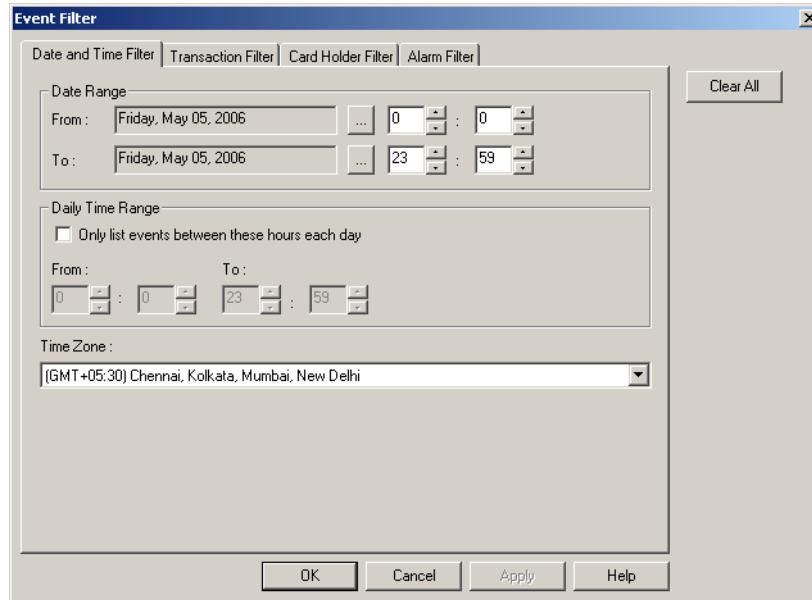 Event Filter
Date and Time Filter Transaction Filter Card Holder Filter Alarm Filter
Clear All
Date Range
From : Friday, May 05, 2006 ... 0 : 0
To : Friday, May 05, 2006 ... 23 : 59
Daily Time Range
Only list events between these hours each day
From : To :
0 : 0 23 : 59
Time Zone :
(GMT+05:30) Chennai, Kolkata, Mumbai, New Delhi
OK Cancel Apply Help